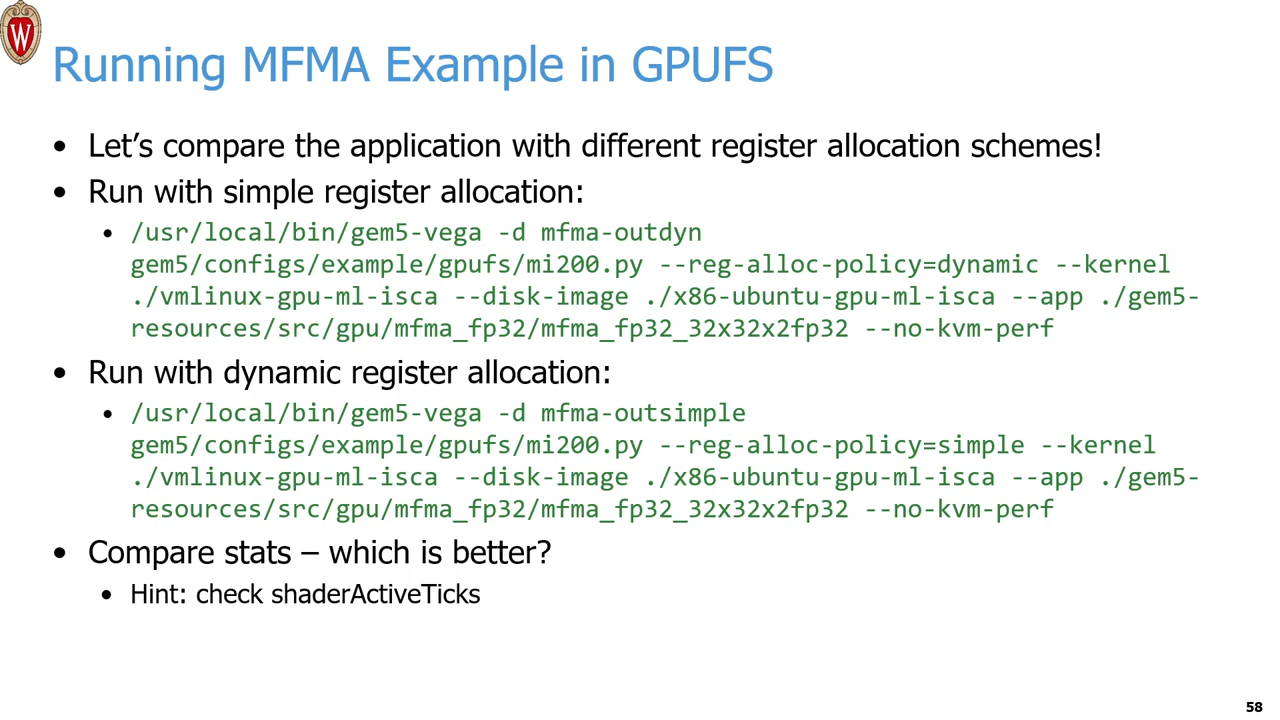 W
Running MFMA Example in GPUFS
• Let’s compare the application with different register allocation schemes!
• Run with simple register allocation:
• /usr/local/bin/gem5-vega -d mfma-outdyn
gem5/configs/example/gpufs/mi200.py --reg-alloc-policy=dynamic --kernel
./vmlinux-gpu-ml-isca --disk-image ./x86-ubuntu-gpu-ml-isca --app ./gem5-
resources/src/gpu/mfma_fp32/mfma_fp32_32x32x2fp32 --no-kvm-perf
• Run with dynamic register allocation:
• /usr/local/bin/gem5-vega -d mfma-outsimple
gem5/configs/example/gpufs/mi200.py --reg-alloc-policy=simple --kernel
./vmlinux-gpu-ml-isca --disk-image ./x86-ubuntu-gpu-ml-isca --app ./gem5-
resources/src/gpu/mfma_fp32/mfma_fp32_32x32x2fp32 --no-kvm-perf
• Compare stats – which is better?
• Hint: check shaderActiveTicks
58